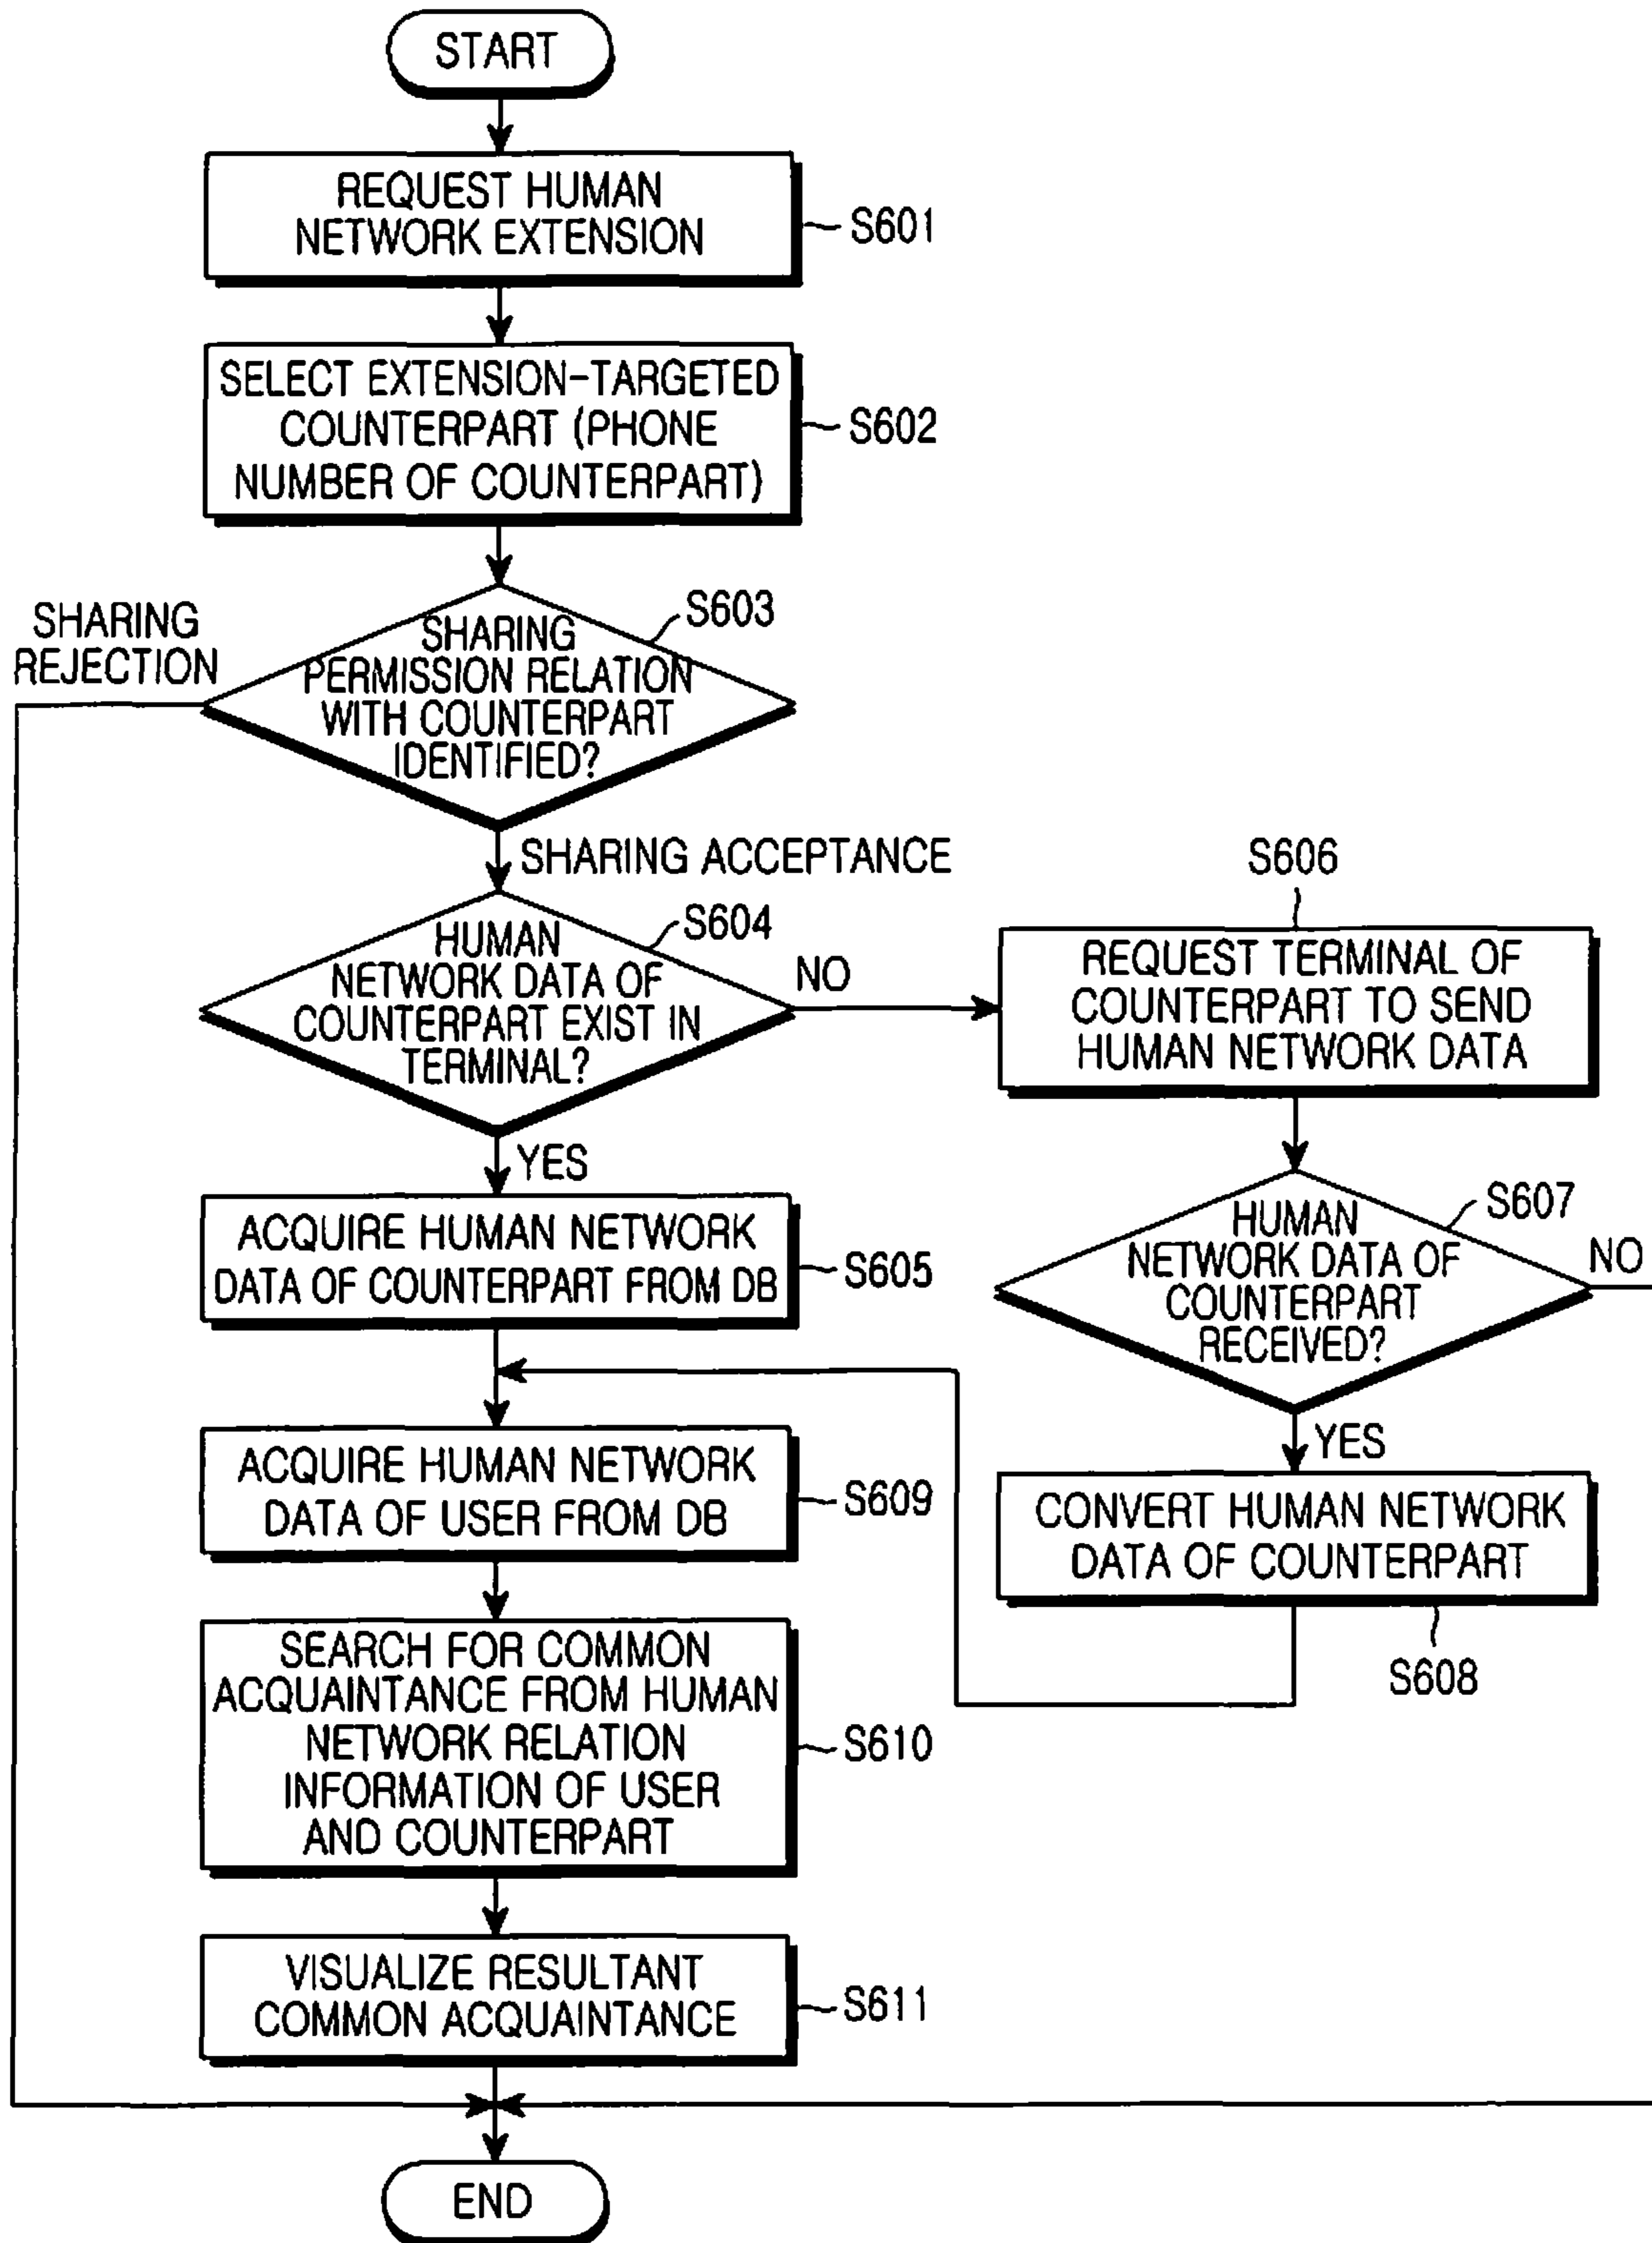 START
REQUEST HUMAN
NETWORK EXTENSION
S601
SELECT EXTENSION-TARGETED
COUNTERPART (PHONE
NUMBER OF COUNTERPART)
S602
SHARING
REJECTION
SHARING
PERMISSION RELATION
WITH COUNTERPART
IDENTIFIED?
S603
SHARING ACCEPTANCE
HUMAN
NETWORK DATA OF
COUNTERPART EXIST IN
TERMINAL?
S604
NO
YES
S606
REQUEST TERMINAL OF
COUNTERPART TO SEND
HUMAN NETWORK DATA
ACQUIRE HUMAN NETWORK
DATA OF COUNTERPART FROM DB
S605
HUMAN
NETWORK DATA OF
COUNTERPART
RECEIVED?
S607
NO
YES
CONVERT HUMAN NETWORK
DATA OF COUNTERPART
S608
ACQUIRE HUMAN NETWORK
DATA OF USER FROM DB
S609
SEARCH FOR COMMON
ACQUAINTANCE FROM HUMAN
NETWORK RELATION
INFORMATION OF USER
AND COUNTERPART
S610
VISUALIZE RESULTANT
COMMON ACQUAINTANCE
S611
END